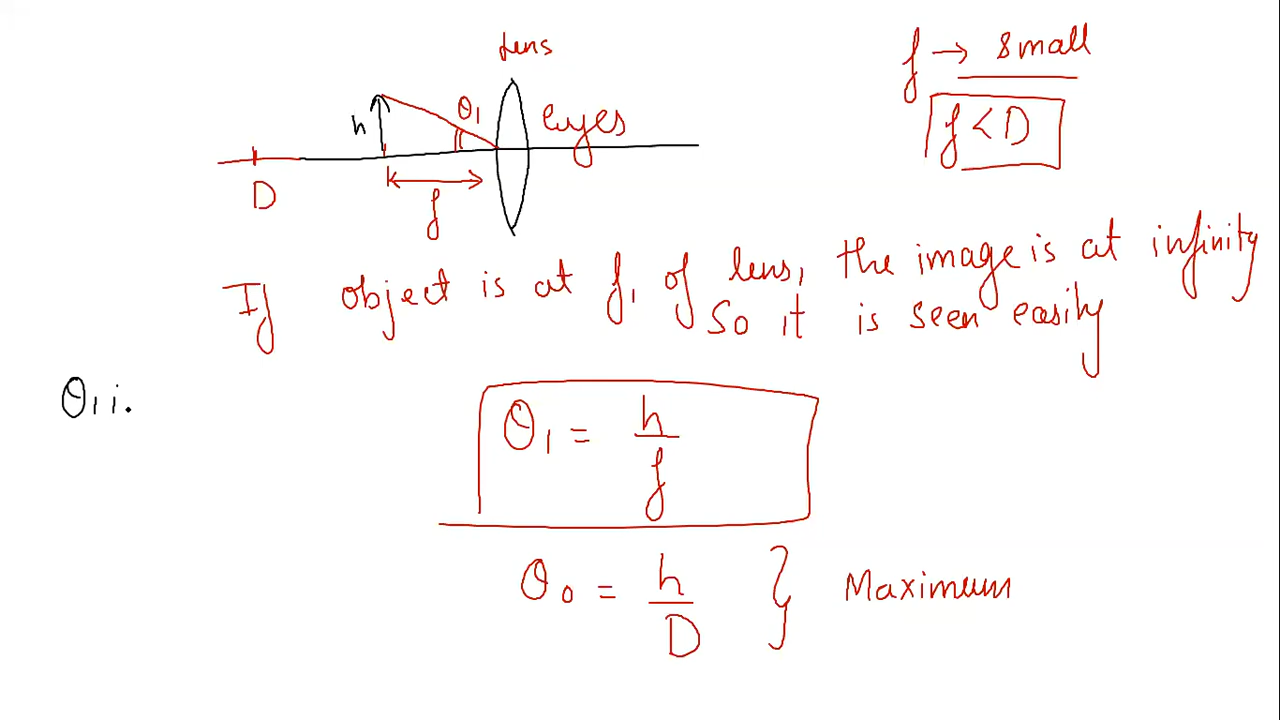 lens
f → small
h
θ₁
eyes
f < D
D
f
If object is at f₁ of lens, the image is at infinity
so it is seen easily
θ₁ i.
θ₁ = h/f
θ₀ = h/D } Maximum